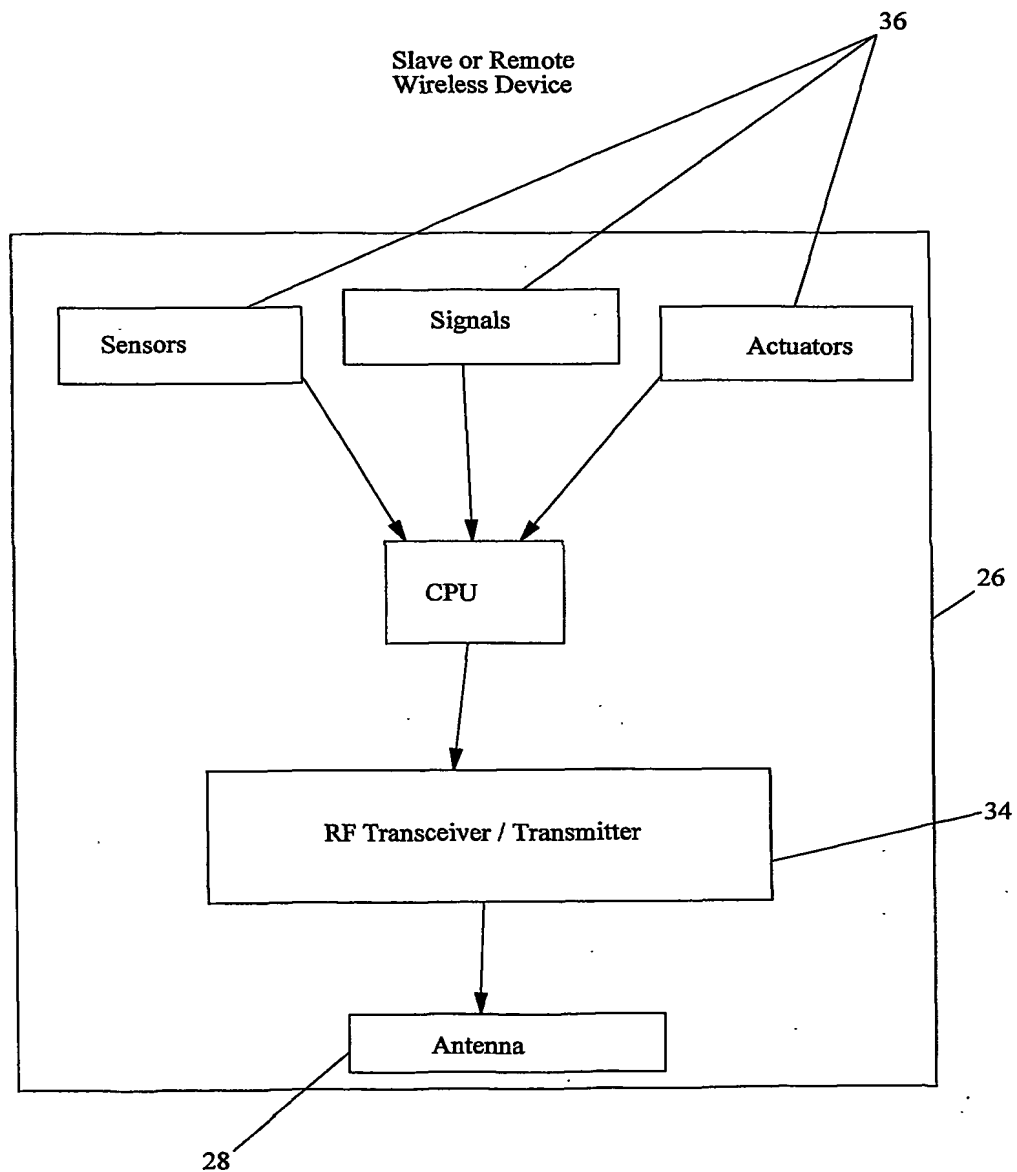 36
Slave or Remote
Wireless Device
Sensors
Signals
Actuators
CPU
26
RF Transceiver / Transmitter
34
Antenna
28